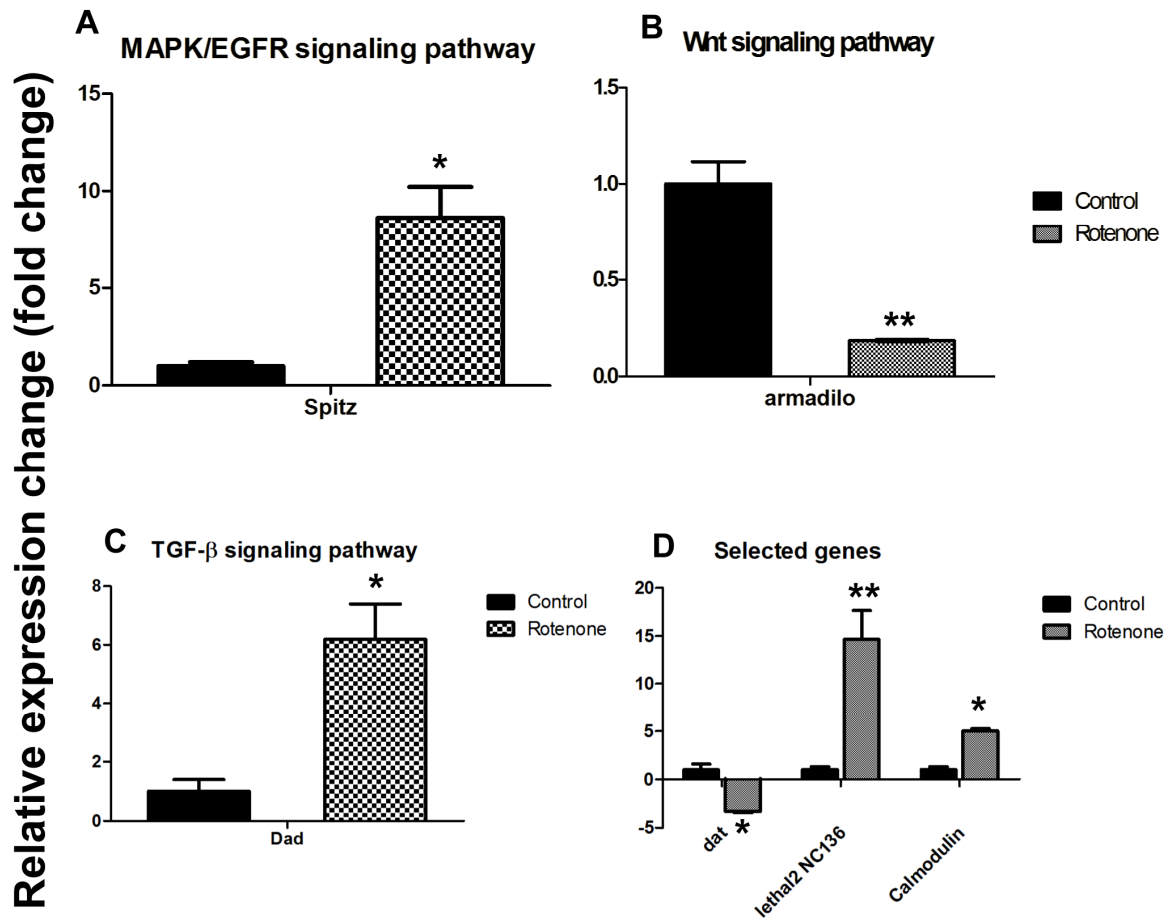 Relative expression change (fold change)
A
MAPK/EGFR signaling pathway
15
10
5
0
*
Spitz
B
Wnt signaling pathway
1.5
1.0
0.5
0.0
**
armadilo
Control
Rotenone
C
TGF-β signaling pathway
8
6
4
2
0
*
Dad
Control
Rotenone
D
Selected genes
20
15
10
5
0
-5
*
**
*
dat
lethal2 NC136
Calmodulin
Control
Rotenone